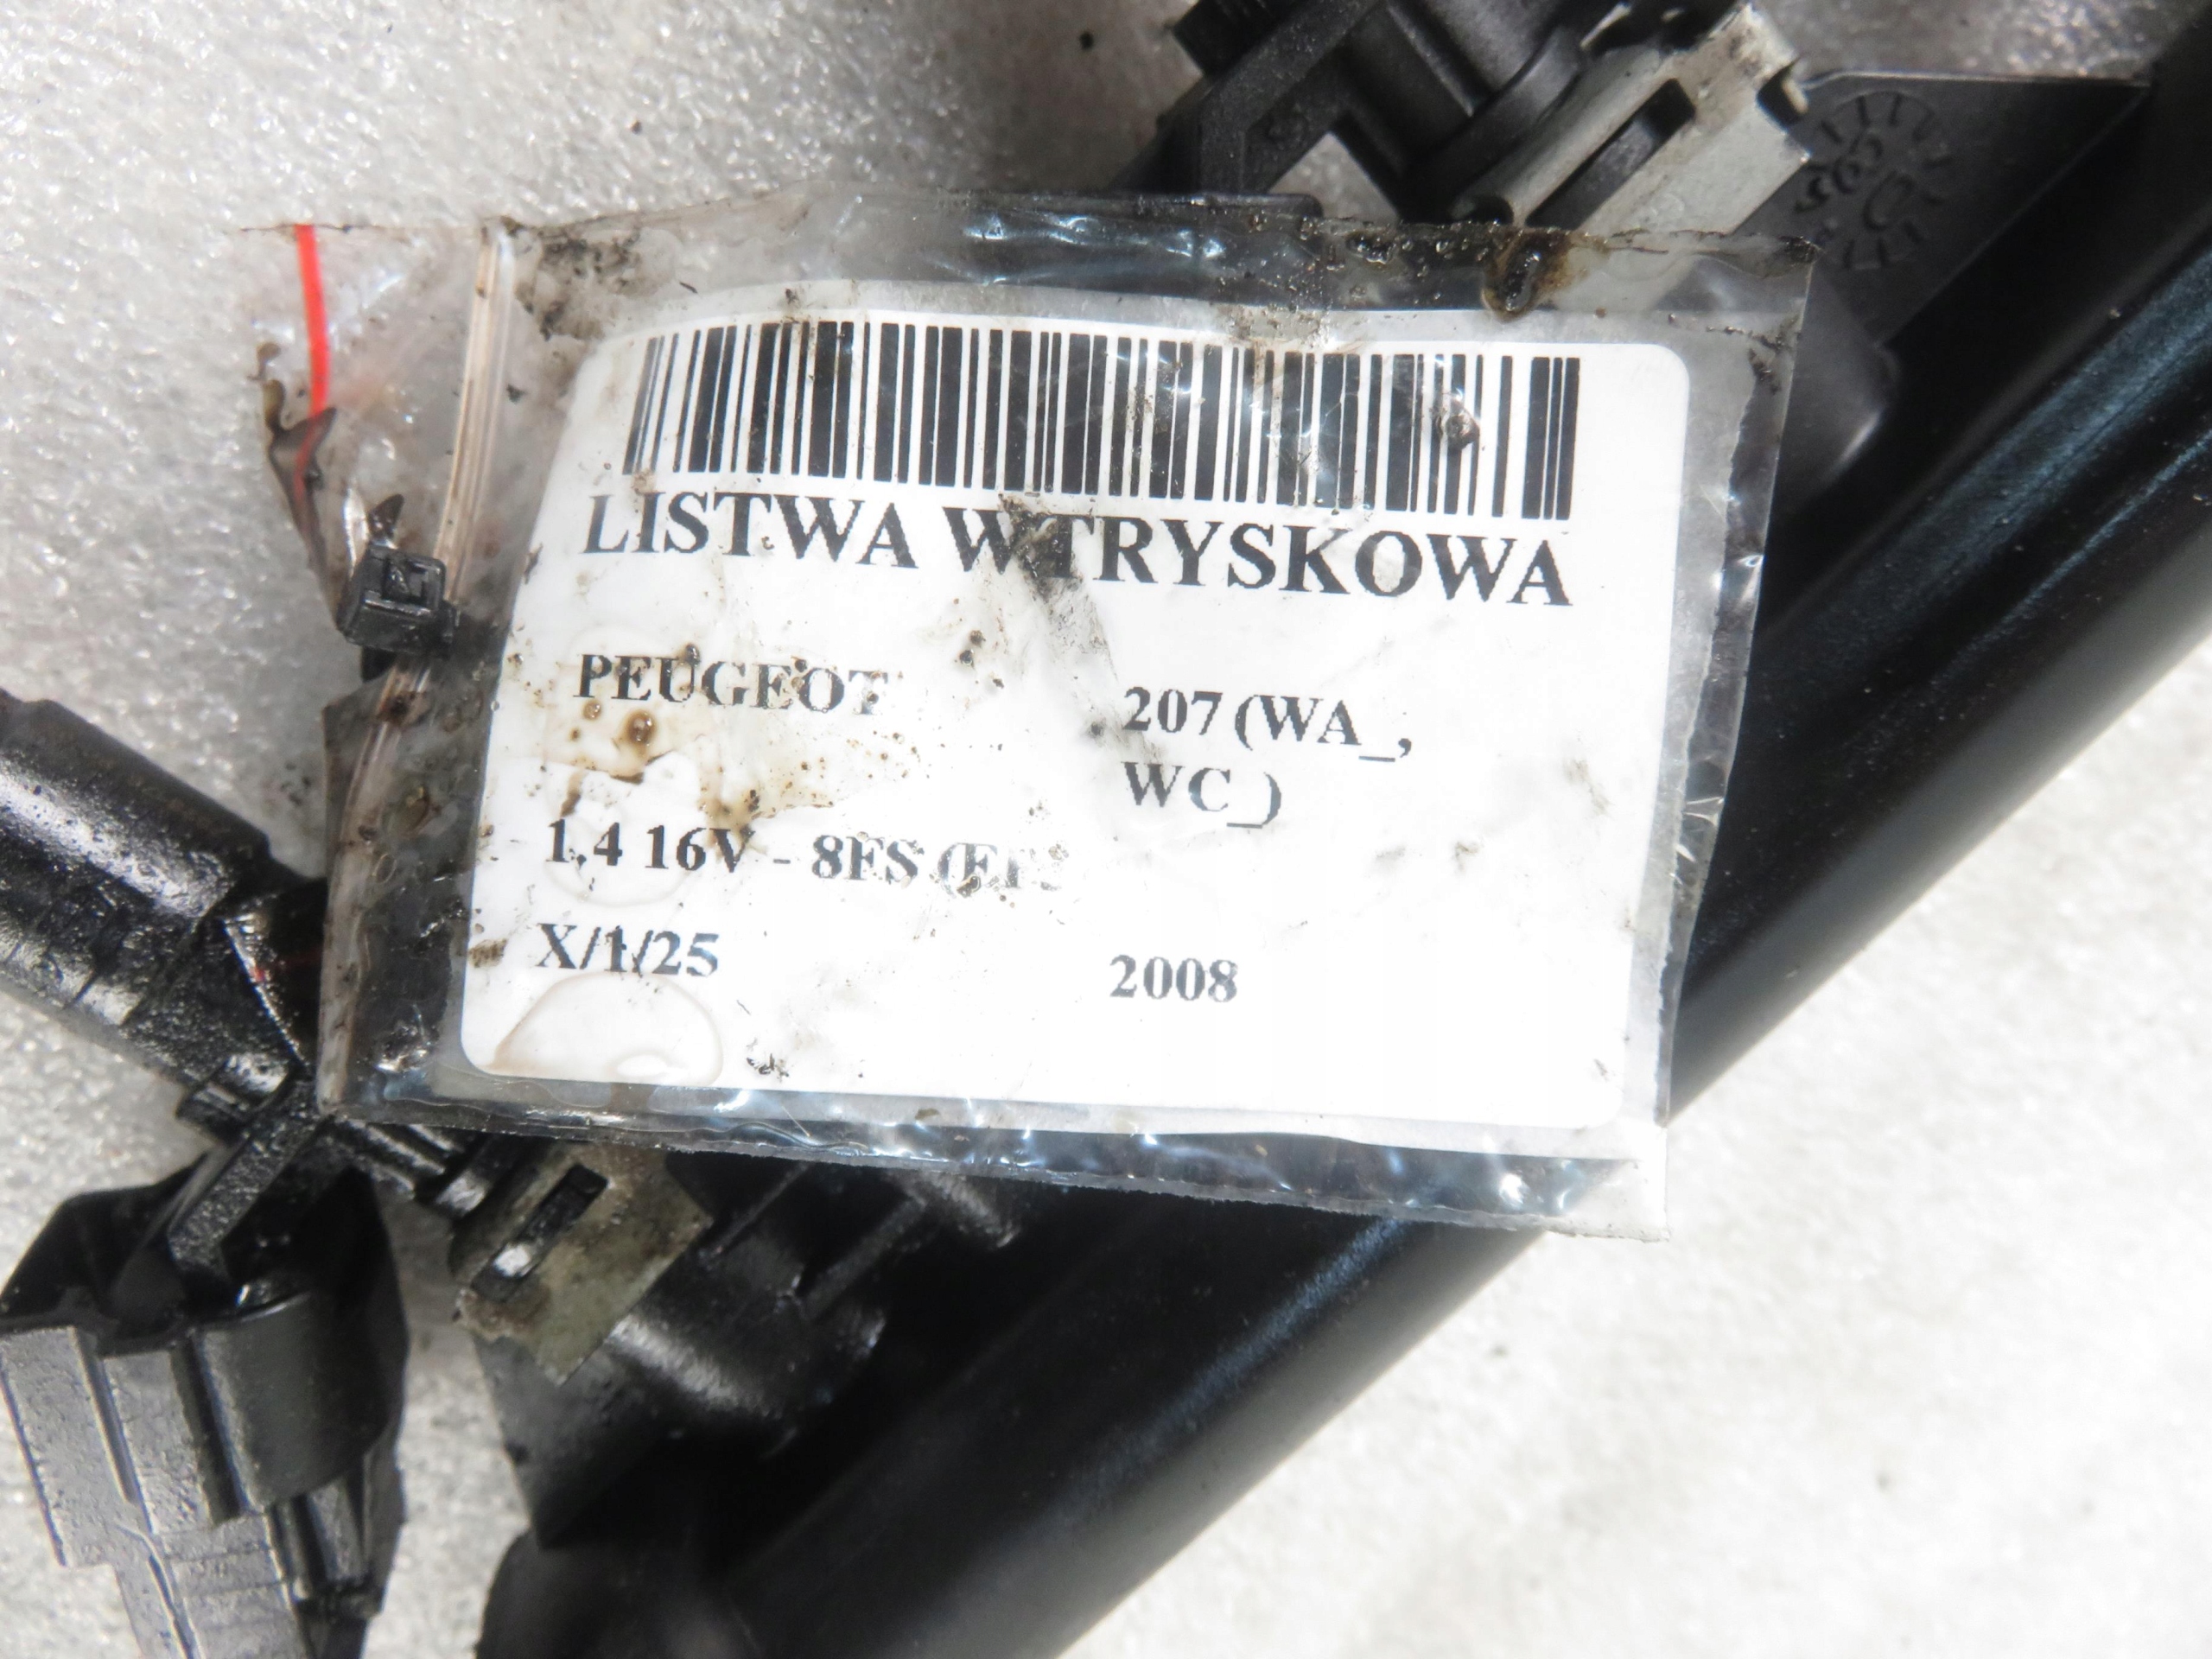 LISTWA WTRYSKOWA
PEUGEOT 207 (WA_,
WC_)
1.4 16V - 8FS
X/1/25 2008